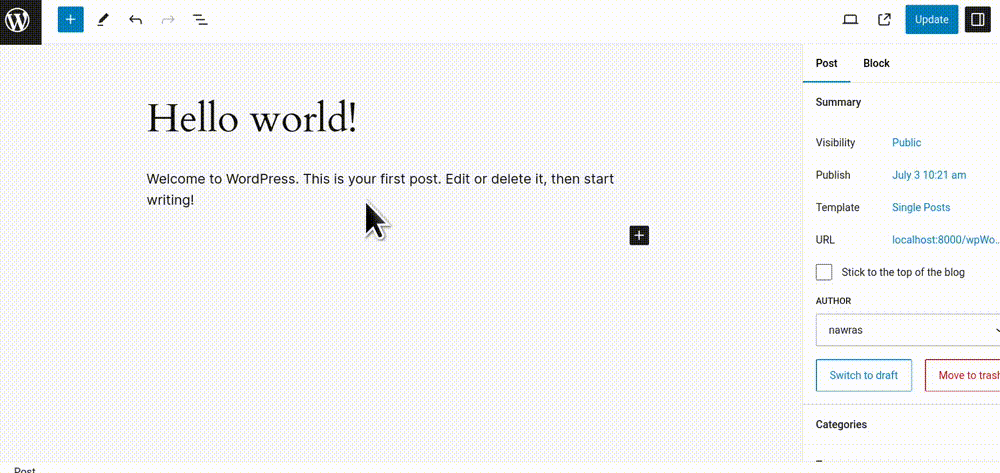 Update
Hello world!
Welcome to WordPress. This is your first post. Edit or delete it, then start
writing!
Post Block
Summary
Visibility Public
Publish July 3 10:21 am
Template Single Posts
URL localhost:8000/wpWo...
Stick to the top of the blog
AUTHOR
nawras
Switch to draft Move to trash
Categories
Post